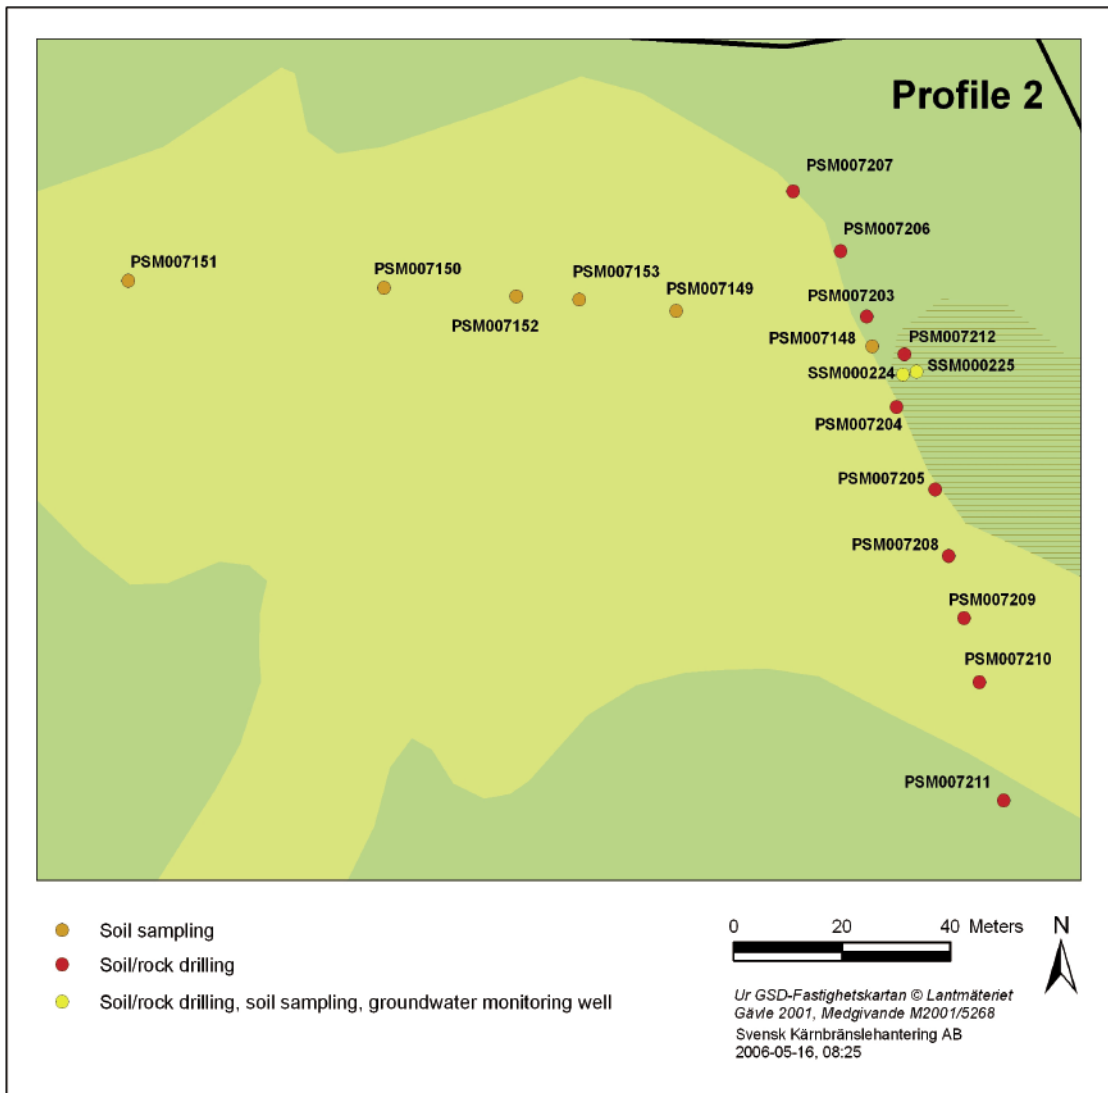 Profile 2
PSM007207
PSM007206
PSM007151
PSM007150
PSM007153
PSM007149
PSM007152
PSM007203
PSM007148
PSM007212
SSM000224
SSM000225
PSM007204
PSM007205
PSM007208
PSM007209
PSM007210
PSM007211
Soil sampling
Soil/rock drilling
Soil/rock drilling, soil sampling, groundwater monitoring well
0 20 40 Meters
N
Ur GSD-Fastighetskartan © Lantmäteriet
Gävle 2001, Medgivande M2001/5268
Svensk Kärnbränslehantering AB
2006-05-16, 08:25